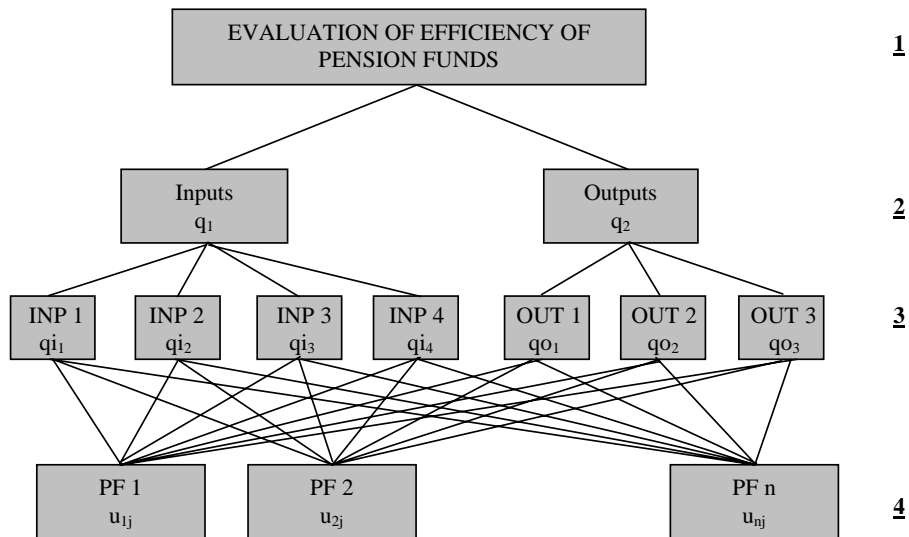 EVALUATION OF EFFICIENCY OF
PENSION FUNDS
1
Inputs
q₁
Outputs
q₂
2
INP 1
qi₁
INP 2
qi₂
INP 3
qi₃
INP 4
qi₄
OUT 1
qo₁
OUT 2
qo₂
OUT 3
qo₃
3
PF 1
u₁ⱼ
PF 2
u₂ⱼ
PF n
uₙⱼ
4